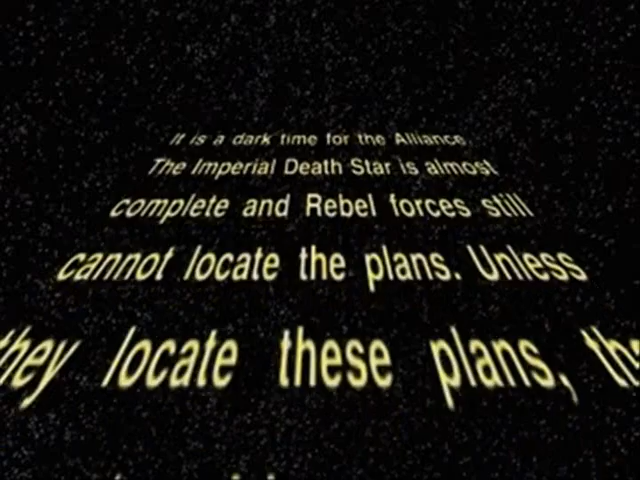 It is a dark time for the Alliance.
The Imperial Death Star is almost
complete and Rebel forces still
cannot locate the plans. Unless
they locate these plans,